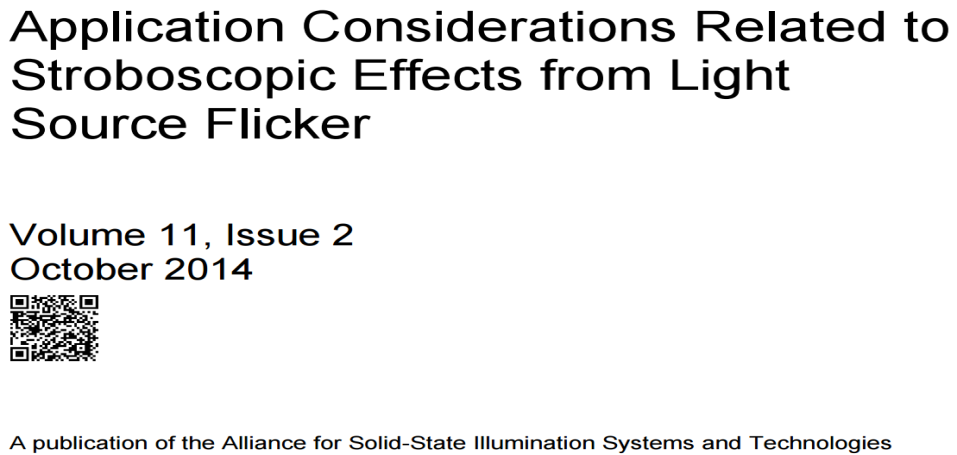 Application Considerations Related to
Stroboscopic Effects from Light
Source Flicker
Volume 11, Issue 2
October 2014
A publication of the Alliance for Solid-State Illumination Systems and Technologies